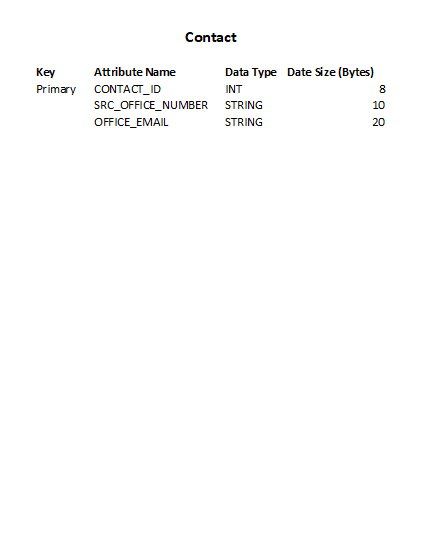 Contact
Key Attribute Name Data Type Date Size (Bytes)
Primary CONTACT_ID INT 8
SRC_OFFICE_NUMBER STRING 10
OFFICE_EMAIL STRING 20